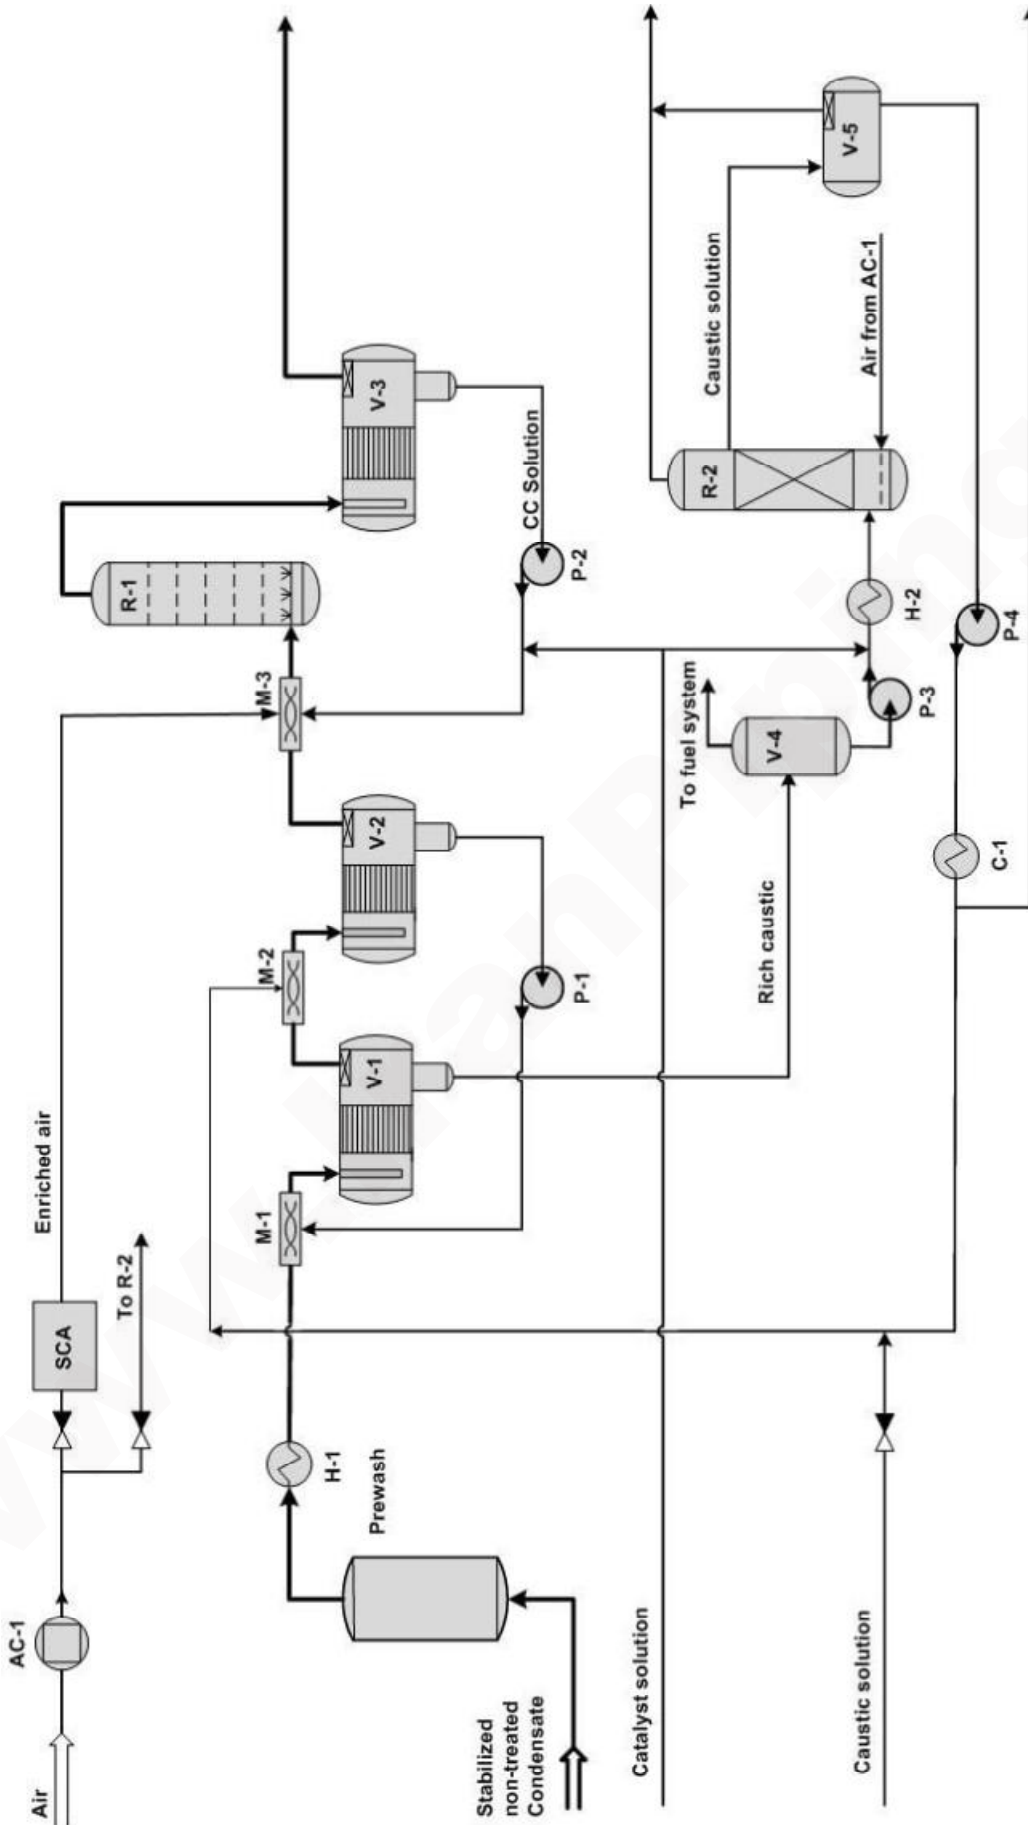 Air
AC-1
SCA
Enriched air
To R-2
Stabilized
non-treated
Condensate
Prewash
H-1
M-1
V-1
M-2
V-2
P-1
M-3
R-1
V-3
CC Solution
P-2
Catalyst solution
Rich caustic
To fuel system
V-4
P-3
H-2
R-2
Caustic solution
Air from AC-1
V-5
P-4
C-1
Caustic solution